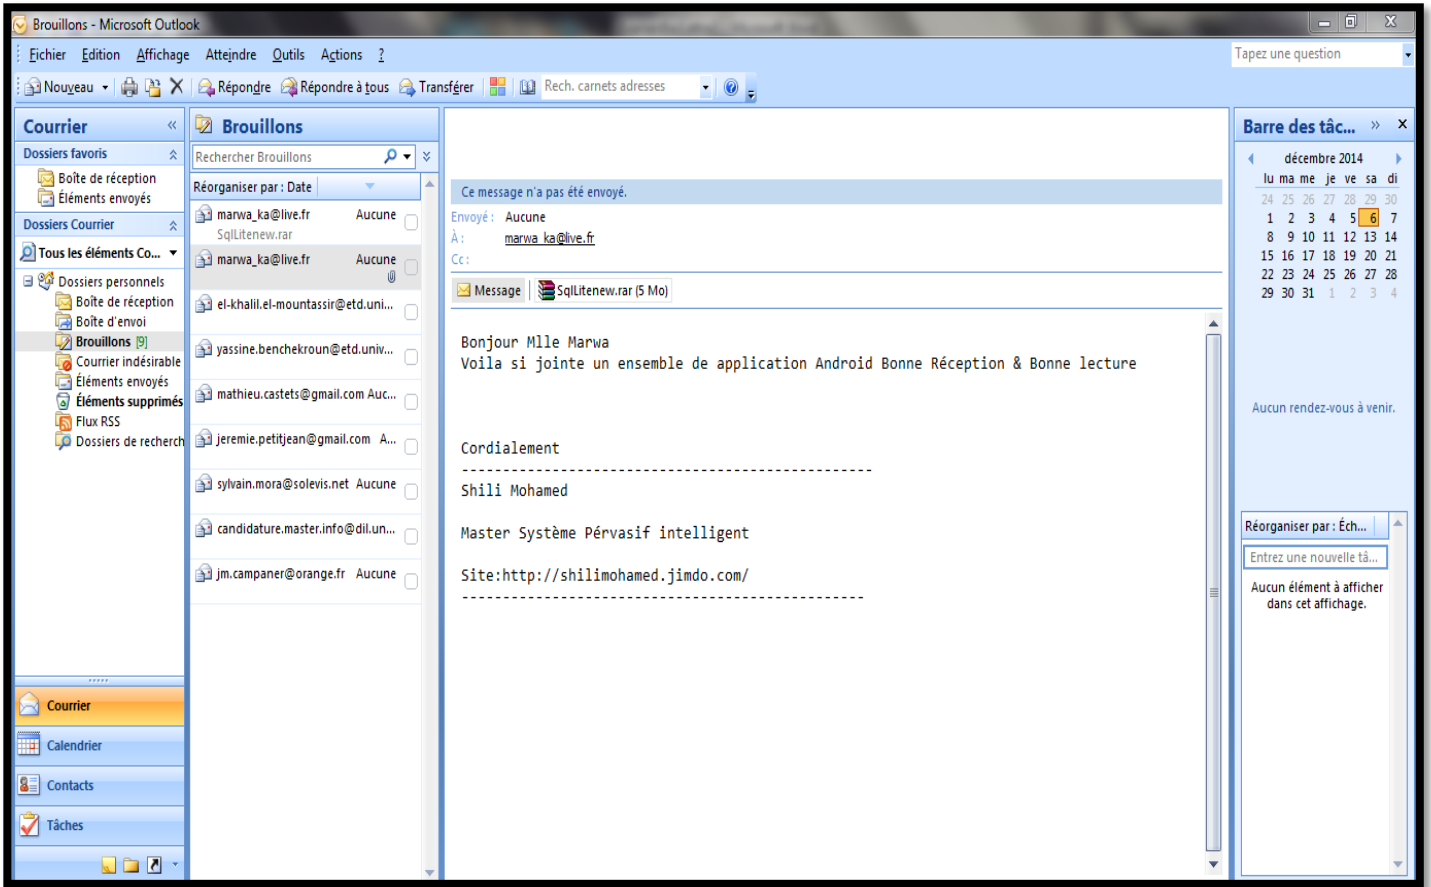 Brouillons - Microsoft Outlook
Fichier Edition Affichage Atteindre Outils Actions ?
Tapez une question
Nouveau Répondre Répondre à tous Transférer Rech. carnets adresses
Courrier «
Dossiers favoris
Boîte de réception
Éléments envoyés
Dossiers Courrier
Tous les éléments Co...
Dossiers personnels
Boîte de réception
Boîte d'envoi
Brouillons [9]
Courrier indésirable
Éléments envoyés
Éléments supprimés
Flux RSS
Dossiers de recherch
Courrier
Calendrier
Contacts
Tâches
Brouillons
Rechercher Brouillons
Réorganiser par : Date
marwa_ka@live.fr Aucune
SqlLitenew.rar
marwa_ka@live.fr Aucune
el-khalil.el-mountassir@etd.uni...
yassine.benchekroun@etd.univ...
mathieu.castets@gmail.com Auc...
jeremie.petitjean@gmail.com A...
sylvain.mora@solevis.net Aucune
candidature.master.info@dil.un...
jm.campaner@orange.fr Aucune
Ce message n'a pas été envoyé.
Envoyé : Aucune
À : marwa_ka@live.fr
Cc :
Message SqlLitenew.rar (5 Mo)
Bonjour Mlle Marwa
Voila si jointe un ensemble de application Android Bonne Réception & Bonne lecture
Cordialement
--------------------------------------------------
Shili Mohamed
Master Système Pérvasif intelligent
Site:http://shilimohamed.jimdo.com/
-------------------------------------------------
Barre des tâc... »
décembre 2014
lu ma me je ve sa di
24 25 26 27 28 29 30
1 2 3 4 5 6 7
8 9 10 11 12 13 14
15 16 17 18 19 20 21
22 23 24 25 26 27 28
29 30 31 1 2 3 4
Aucun rendez-vous à venir.
Réorganiser par : Éch...
Entrez une nouvelle tâ...
Aucun élément à afficher
dans cet affichage.